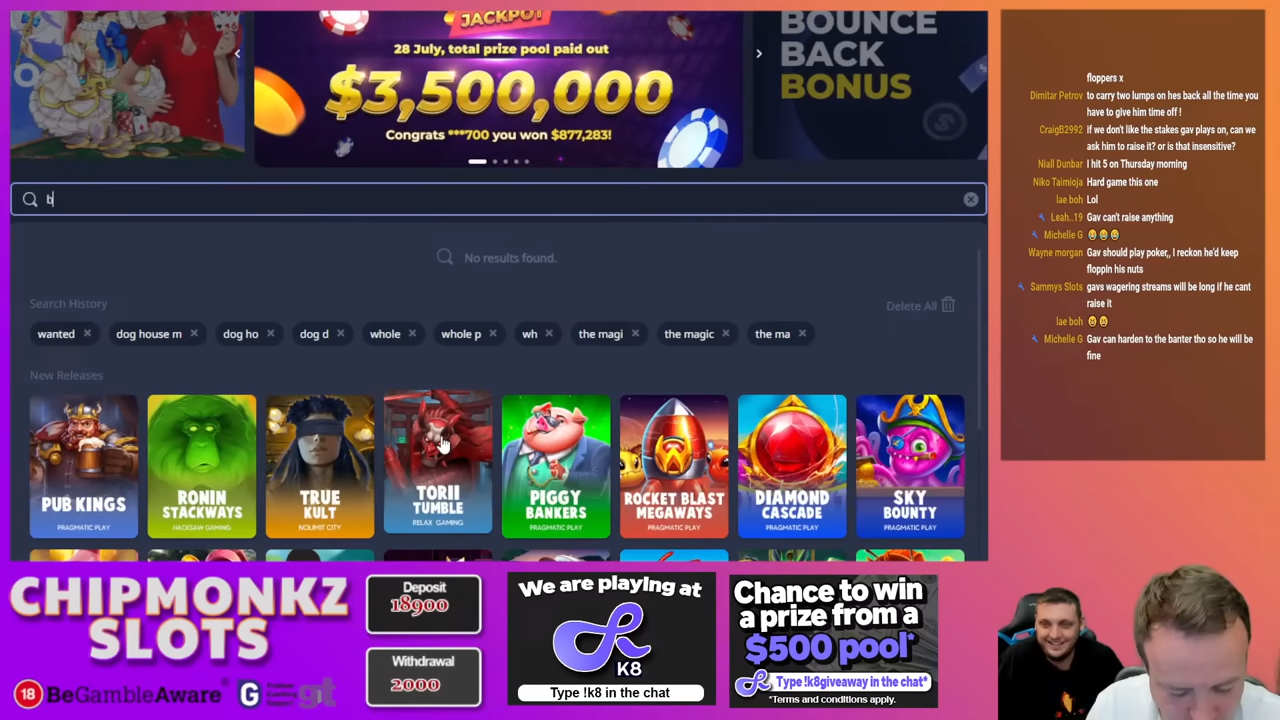 JACKPOT
28 July, total prize pool paid out
$3,500,000
Congrats ***700 you won $877,283!
BOUNCE
BACK
BONUS
b
No results found.
Search History
Delete All
wanted
dog house m
dog ho
dog d
whole
whole p
wh
the magi
the magic
the ma
New Releases
PUB KINGS
PRAGMATIC PLAY
RONIN
STACKWAYS
HACKSAW GAMING
TRUE
KULT
NOLIMIT CITY
TORII
TUMBLE
RELAX GAMING
PIGGY
BANKERS
PRAGMATIC PLAY
ROCKET BLAST
MEGAWAYS
PRAGMATIC PLAY
DIAMOND
CASCADE
PRAGMATIC PLAY
SKY
BOUNTY
PRAGMATIC PLAY
floppers x
Dimitar Petrov to carry two lumps on hes back all the time you
have to give him time off !
CraigB2992 if we don't like the stakes gav plays on, can we
ask him to raise it? or is that insensitive?
Niall Dunbar I hit 5 on Thursday morning
Niko Taimioja Hard game this one
lae boh Lol
Leah..19 Gav can't raise anything
Michelle G 😂😂😂
Wayne morgan Gav should play poker,, I reckon he'd keep
floppin his nuts
Sammys Slots gavs wagering streams will be long if he cant
raise it
lae boh 😆😆
Michelle G Gav can harden to the banter tho so he will be
fine
CHIPMONKZ
SLOTS
18 BeGambleAware
Deposit
18900
Withdrawal
2000
We are playing at
K8
Type !k8 in the chat
Chance to win
a prize from a
$500 pool*
Type !k8giveaway in the chat*
*Terms and conditions apply.